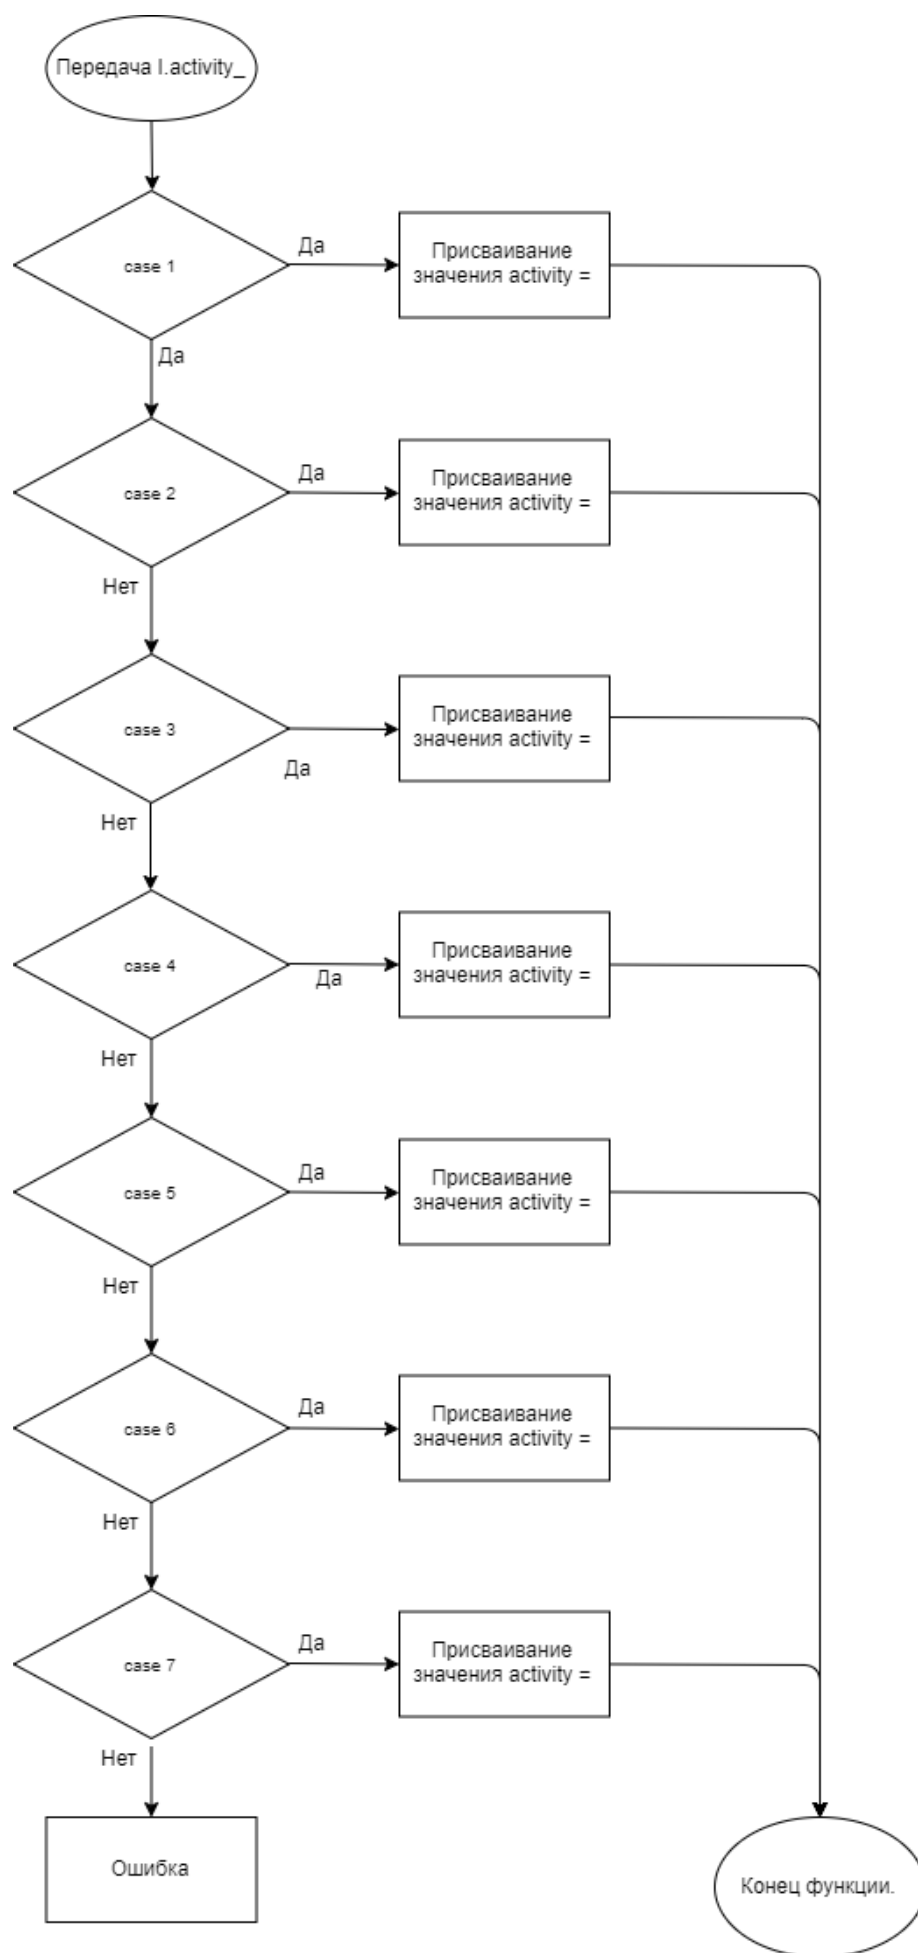 Передача I.activity_
case 1
Да
Присваивание
значения activity =
Да
case 2
Да
Присваивание
значения activity =
Нет
case 3
Да
Присваивание
значения activity =
Нет
case 4
Да
Присваивание
значения activity =
Нет
case 5
Да
Присваивание
значения activity =
Нет
case 6
Да
Присваивание
значения activity =
Нет
case 7
Да
Присваивание
значения activity =
Нет
Ошибка
Конец функции.